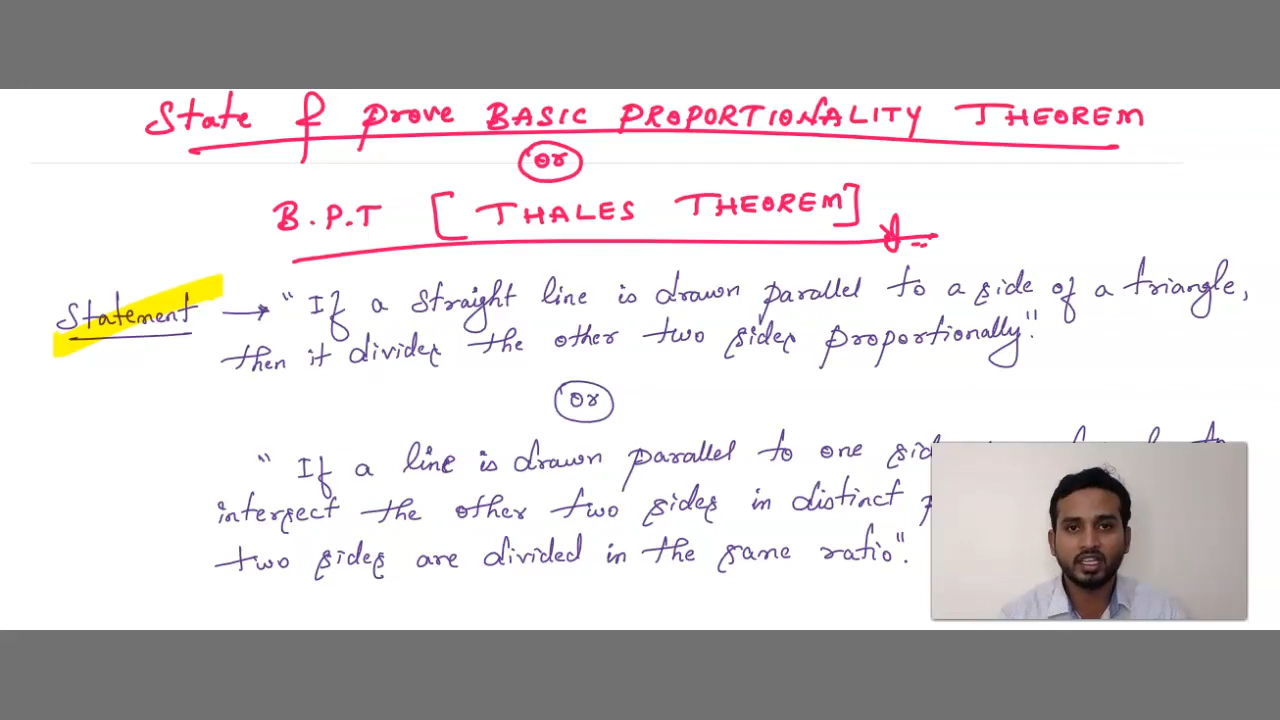 State & prove BASIC PROPORTIONALITY THEOREM
or
B.P.T [THALES THEOREM]
Statement → "If a straight line is drawn parallel to a side of a triangle,
then it divides the other two sides proportionally".
or
"If a line is drawn parallel to one
intersect the other two sides in distinct
two sides are divided in the same ratio".